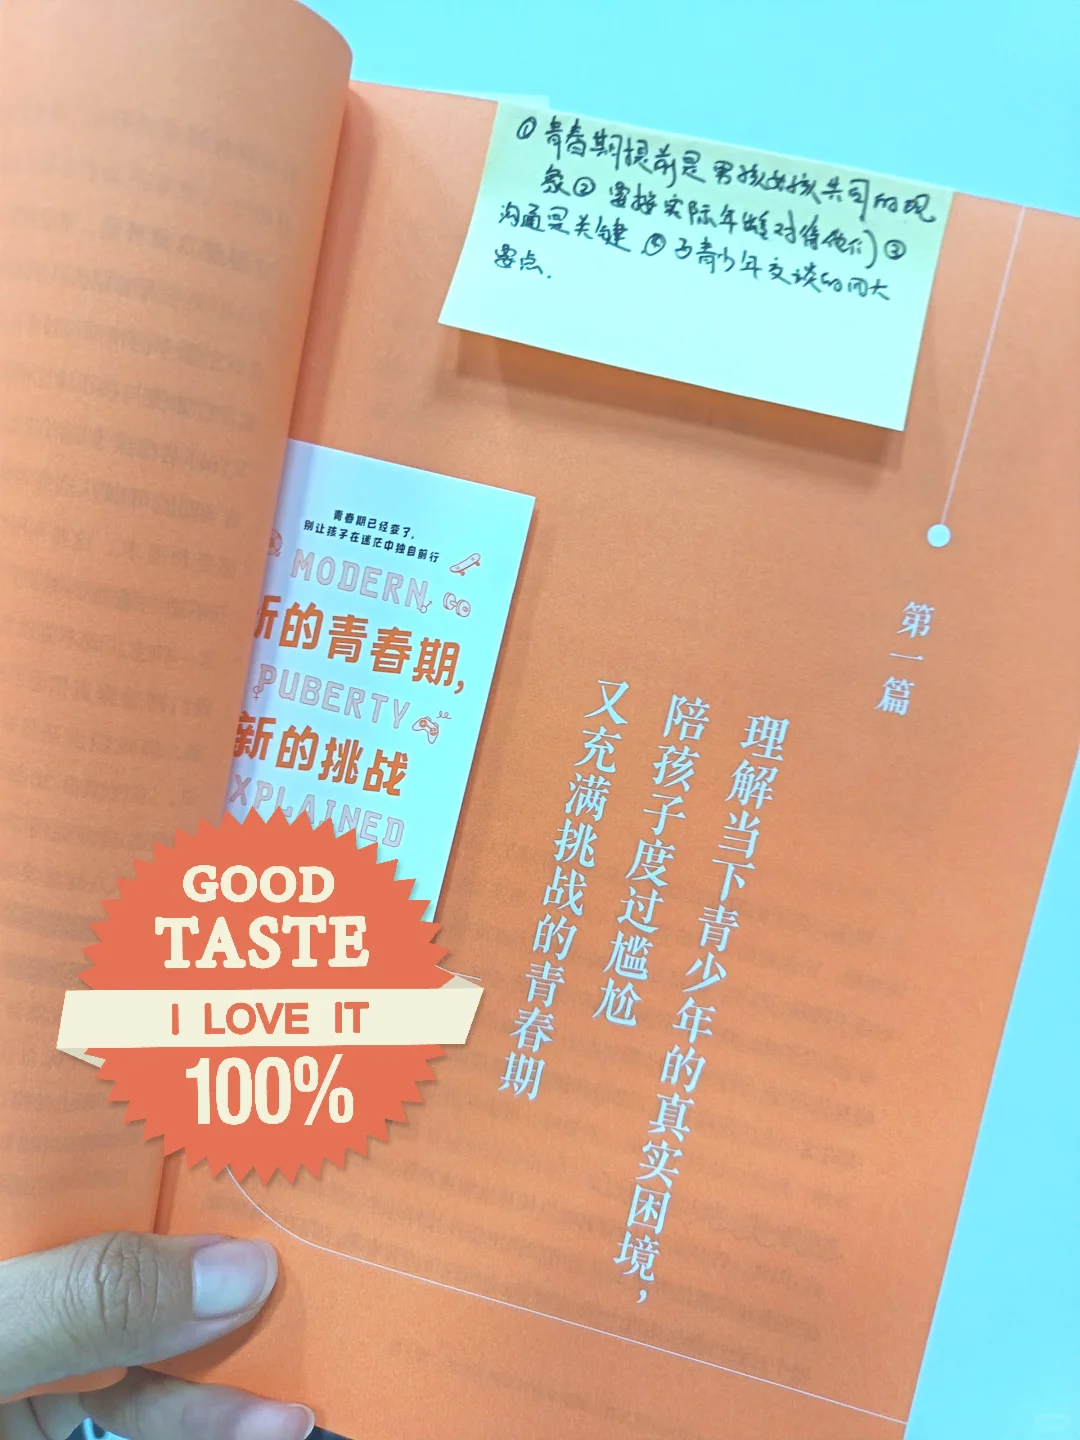 ①青春期提前是男孩女孩共同的现
象②要按实际年龄对待他们③
沟通是关键④与青少年交谈的四大
要点.
青春期已经变了,
别让孩子在迷茫中独自前行
MODERN
新的青春期,
PUBERTY
新的挑战
EXPLAINED
第一篇
理解当下青少年的真实困境,
陪孩子度过尴尬
又充满挑战的青春期
GOOD
TASTE
I LOVE IT
100%